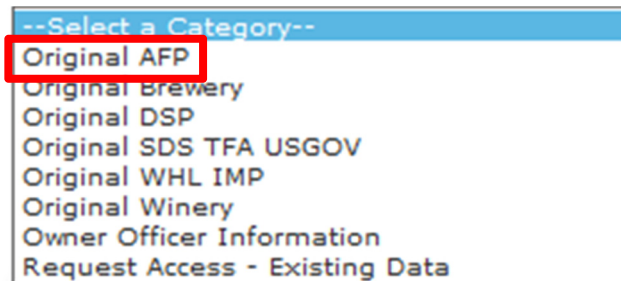 --Select a Category--
Original AFP
Original Brewery
Original DSP
Original SDS TFA USGOV
Original WHL IMP
Original Winery
Owner Officer Information
Request Access - Existing Data